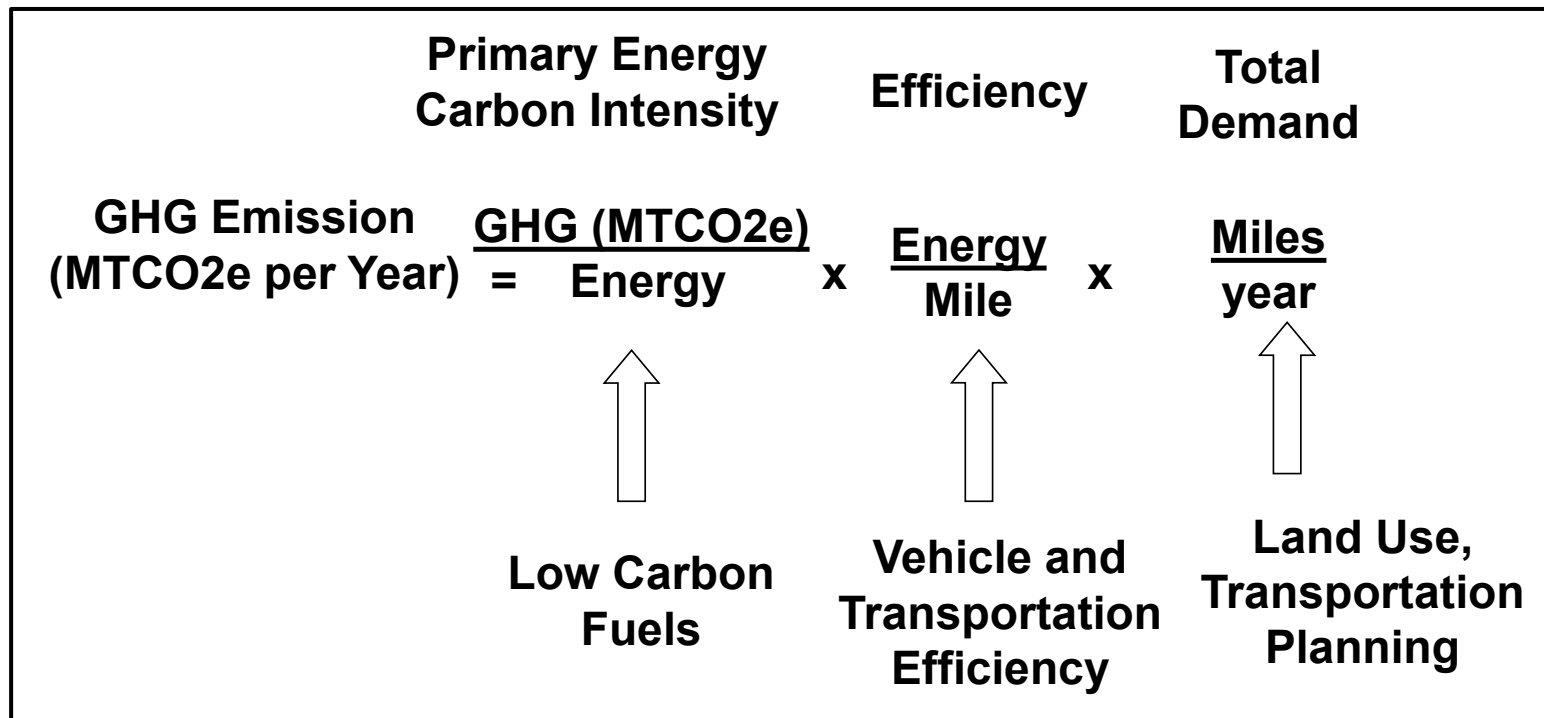 Primary Energy
Carbon Intensity
Efficiency
Total
Demand
GHG Emission
(MTCO2e per Year)
=
GHG (MTCO2e)
Energy
x
Energy
Mile
x
Miles
year
Low Carbon
Fuels
Vehicle and
Transportation
Efficiency
Land Use,
Transportation
Planning